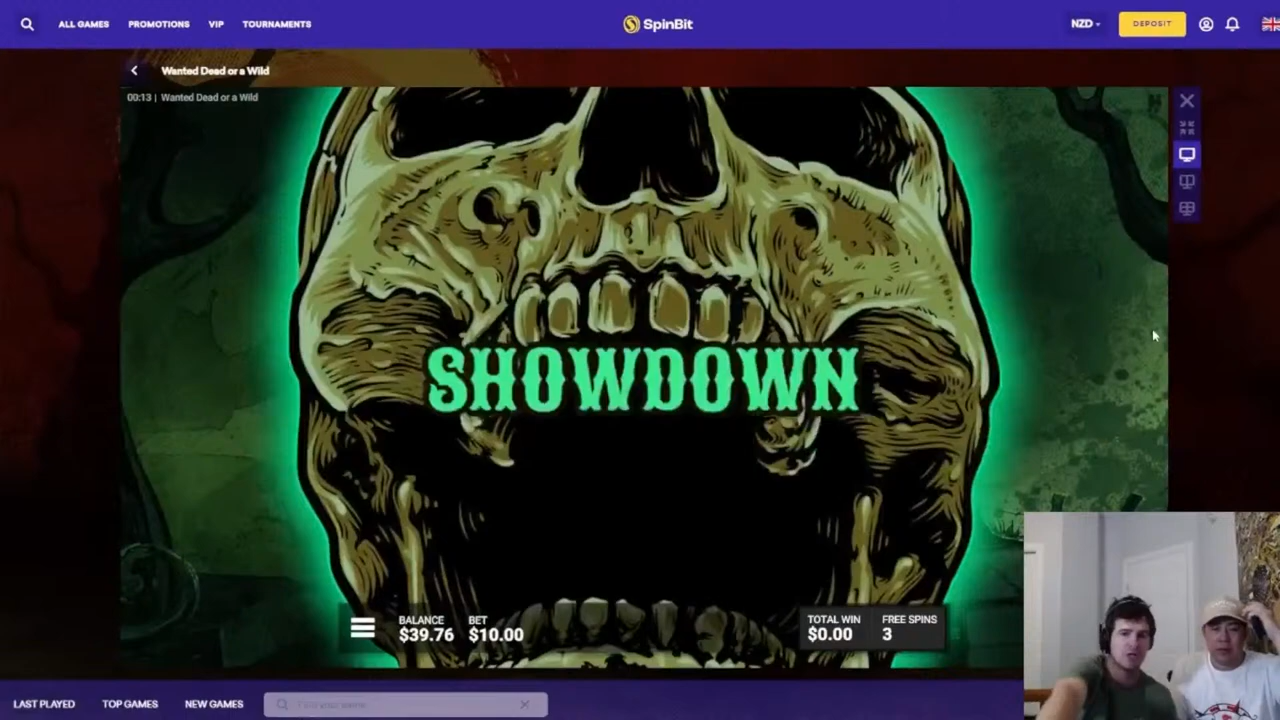 ALL GAMES
PROMOTIONS
VIP
TOURNAMENTS
SpinBit
NZD
DEPOSIT
Wanted Dead or a Wild
00:13 | Wanted Dead or a Wild
SHOWDOWN
BALANCE
$39.76
BET
$10.00
TOTAL WIN
$0.00
FREE SPINS
3
LAST PLAYED
TOP GAMES
NEW GAMES